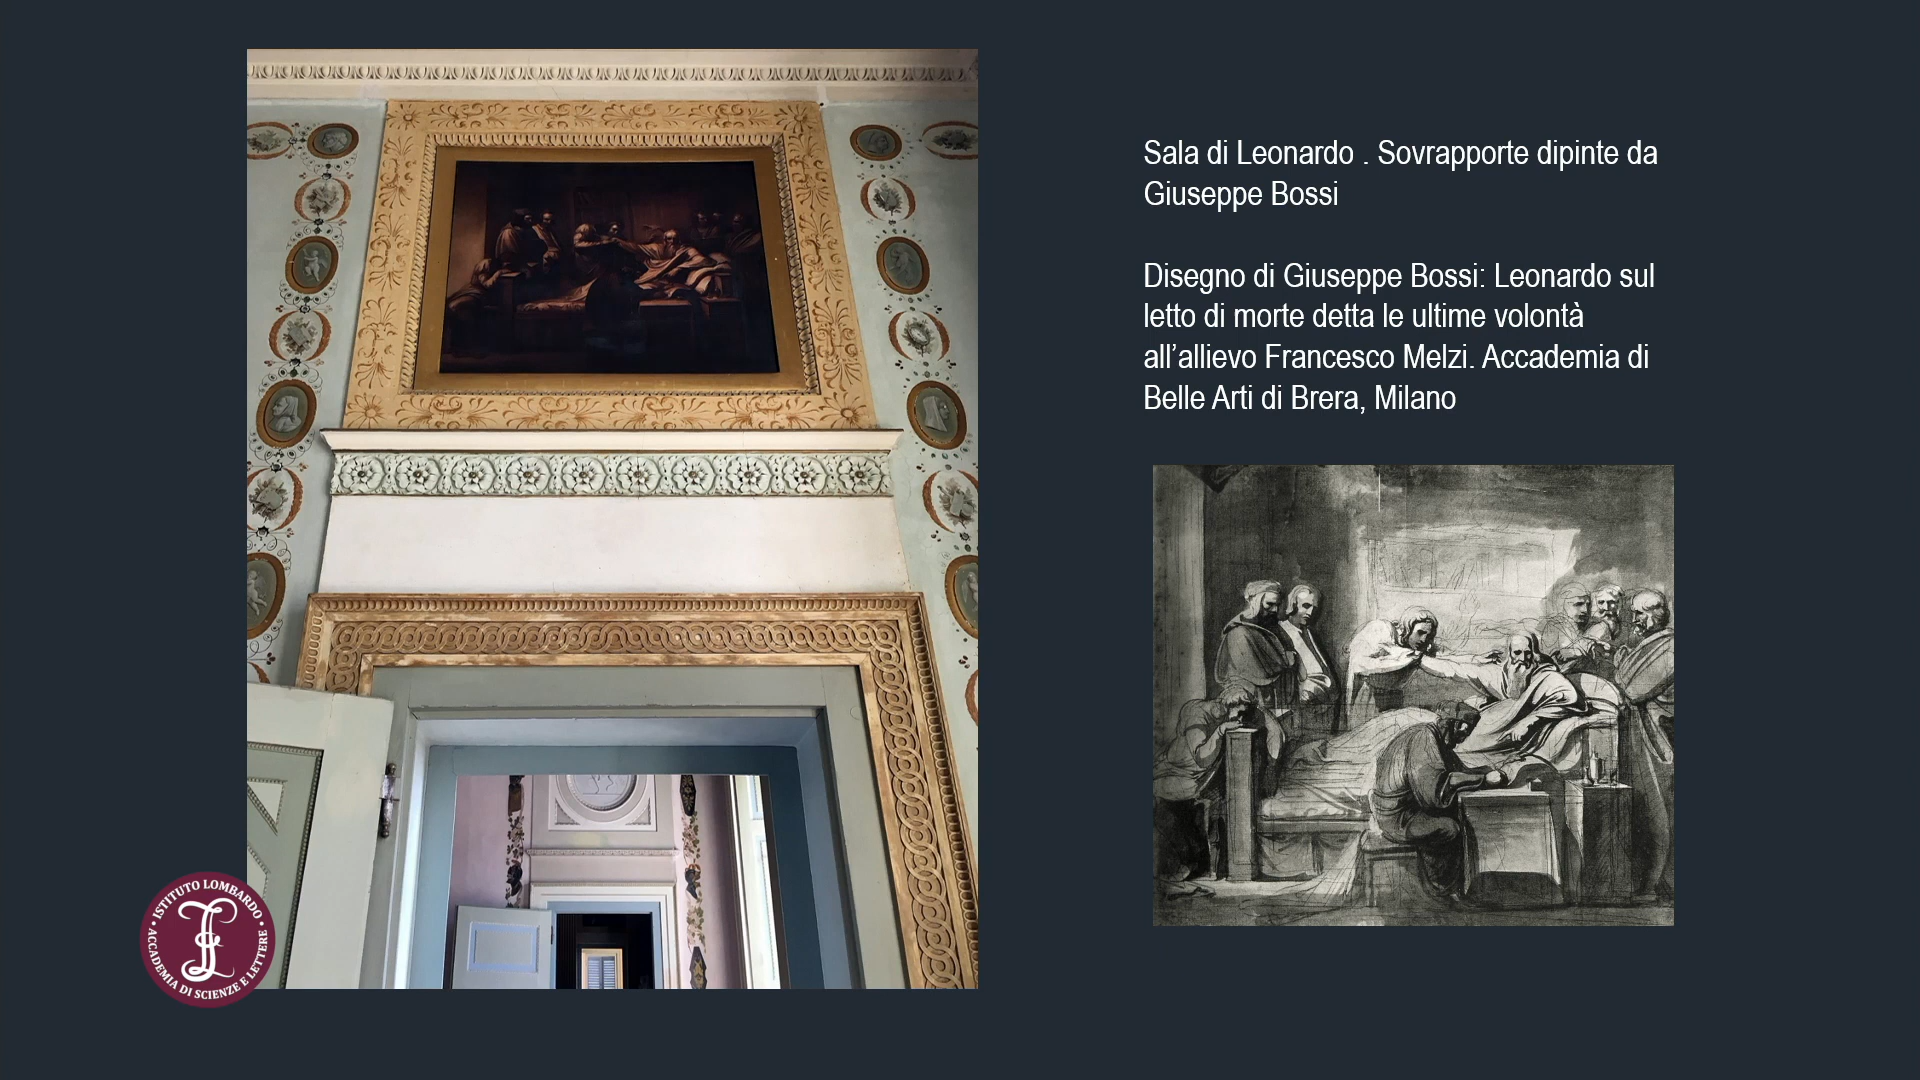 Sala di Leonardo . Sovrapporte dipinte da
Giuseppe Bossi
Disegno di Giuseppe Bossi: Leonardo sul
letto di morte detta le ultime volontà
all’allievo Francesco Melzi. Accademia di
Belle Arti di Brera, Milano
• ISTITUTO LOMBARDO •
ACCADEMIA DI SCIENZE E LETTERE